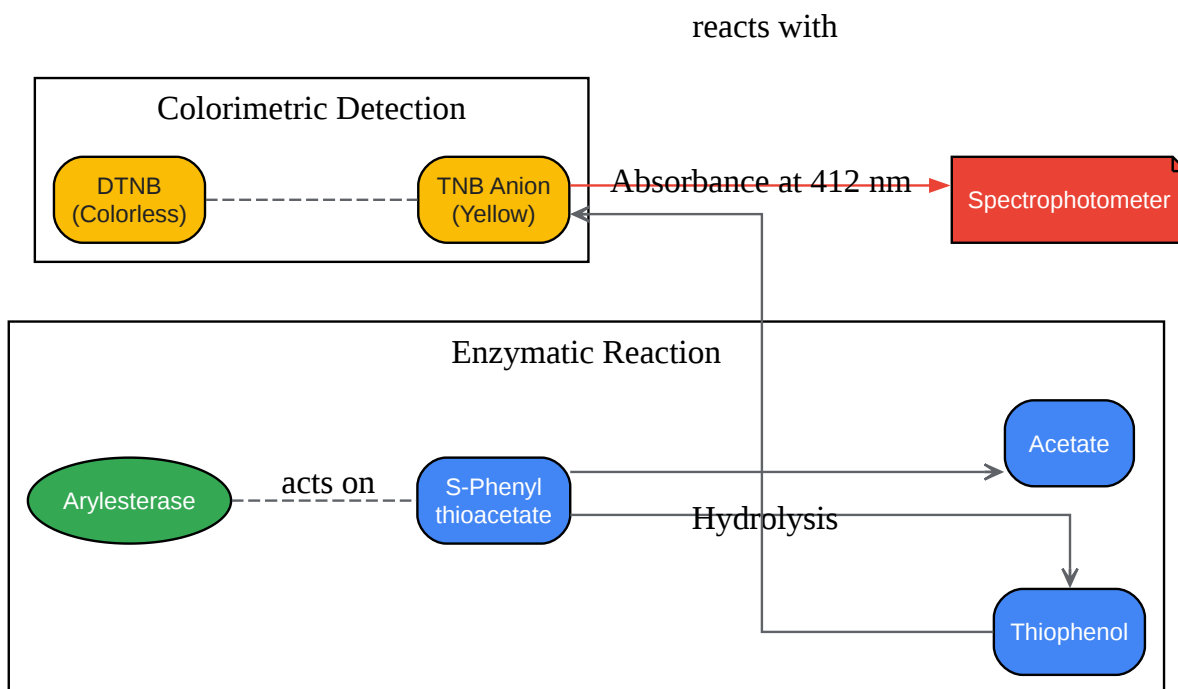 reacts with
Colorimetric Detection
DTNB
(Colorless)
TNB Anion
(Yellow)
Absorbance at 412 nm
Spectrophotometer
Enzymatic Reaction
Arylesterase
acts on
S-Phenyl
thioacetate
Hydrolysis
Acetate
Thiophenol